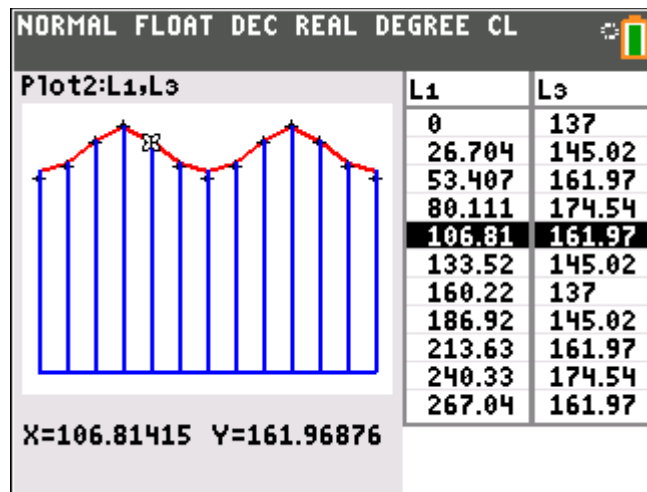 NORMAL FLOAT DEC REAL DEGREE CL
Plot2:L1,L3
L1 L3
0 137
26.704 145.02
53.407 161.97
80.111 174.54
106.81 161.97
133.52 145.02
160.22 137
186.92 145.02
213.63 161.97
240.33 174.54
267.04 161.97
X=106.81415 Y=161.96876